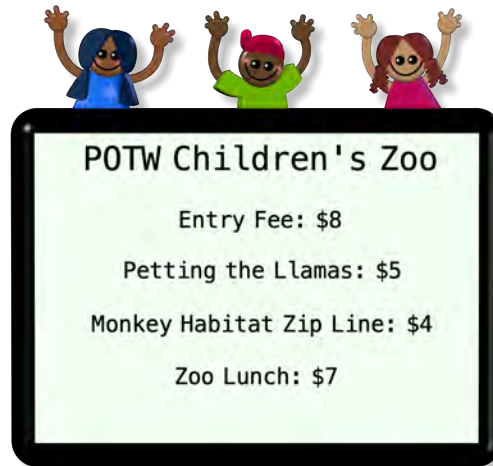 POTW Children's Zoo
Entry Fee: $8
Petting the Llamas: $5
Monkey Habitat Zip Line: $4
Zoo Lunch: $7